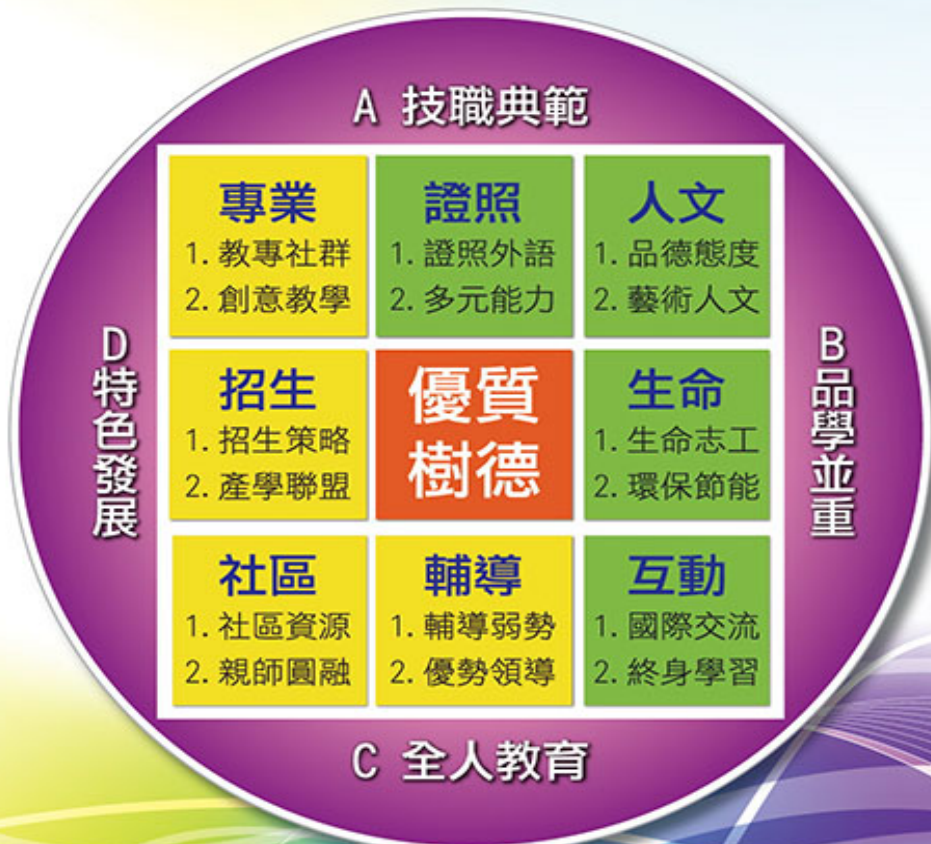 A 技職典範
專業
1. 教專社群
2. 創意教學
證照
1. 證照外語
2. 多元能力
人文
1. 品德態度
2. 藝術人文
D
特色發展
招生
1. 招生策略
2. 產學聯盟
優質
樹德
生命
1. 生命志工
2. 環保節能
B
品學並重
社區
1. 社區資源
2. 親師圓融
輔導
1. 輔導弱勢
2. 優勢領導
互動
1. 國際交流
2. 終身學習
C 全人教育